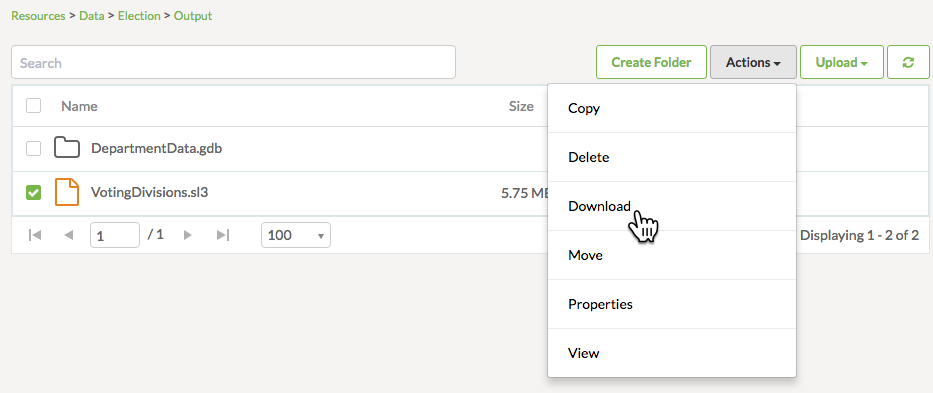 Resources > Data > Election > Output
Search
Create Folder
Actions
Upload
Name
Size
DepartmentData.gdb
VotingDivisions.sl3
5.75 MB
1
/ 1
100
Displaying 1 - 2 of 2
Copy
Delete
Download
Move
Properties
View